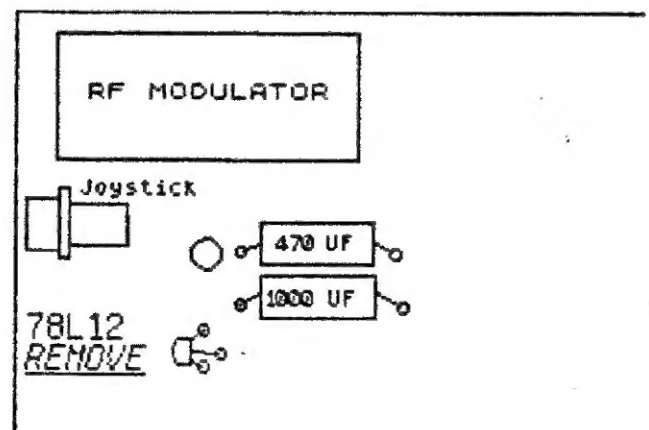 RF MODULATOR
Joystick
470 UF
1000 UF
78L12
REMOVE